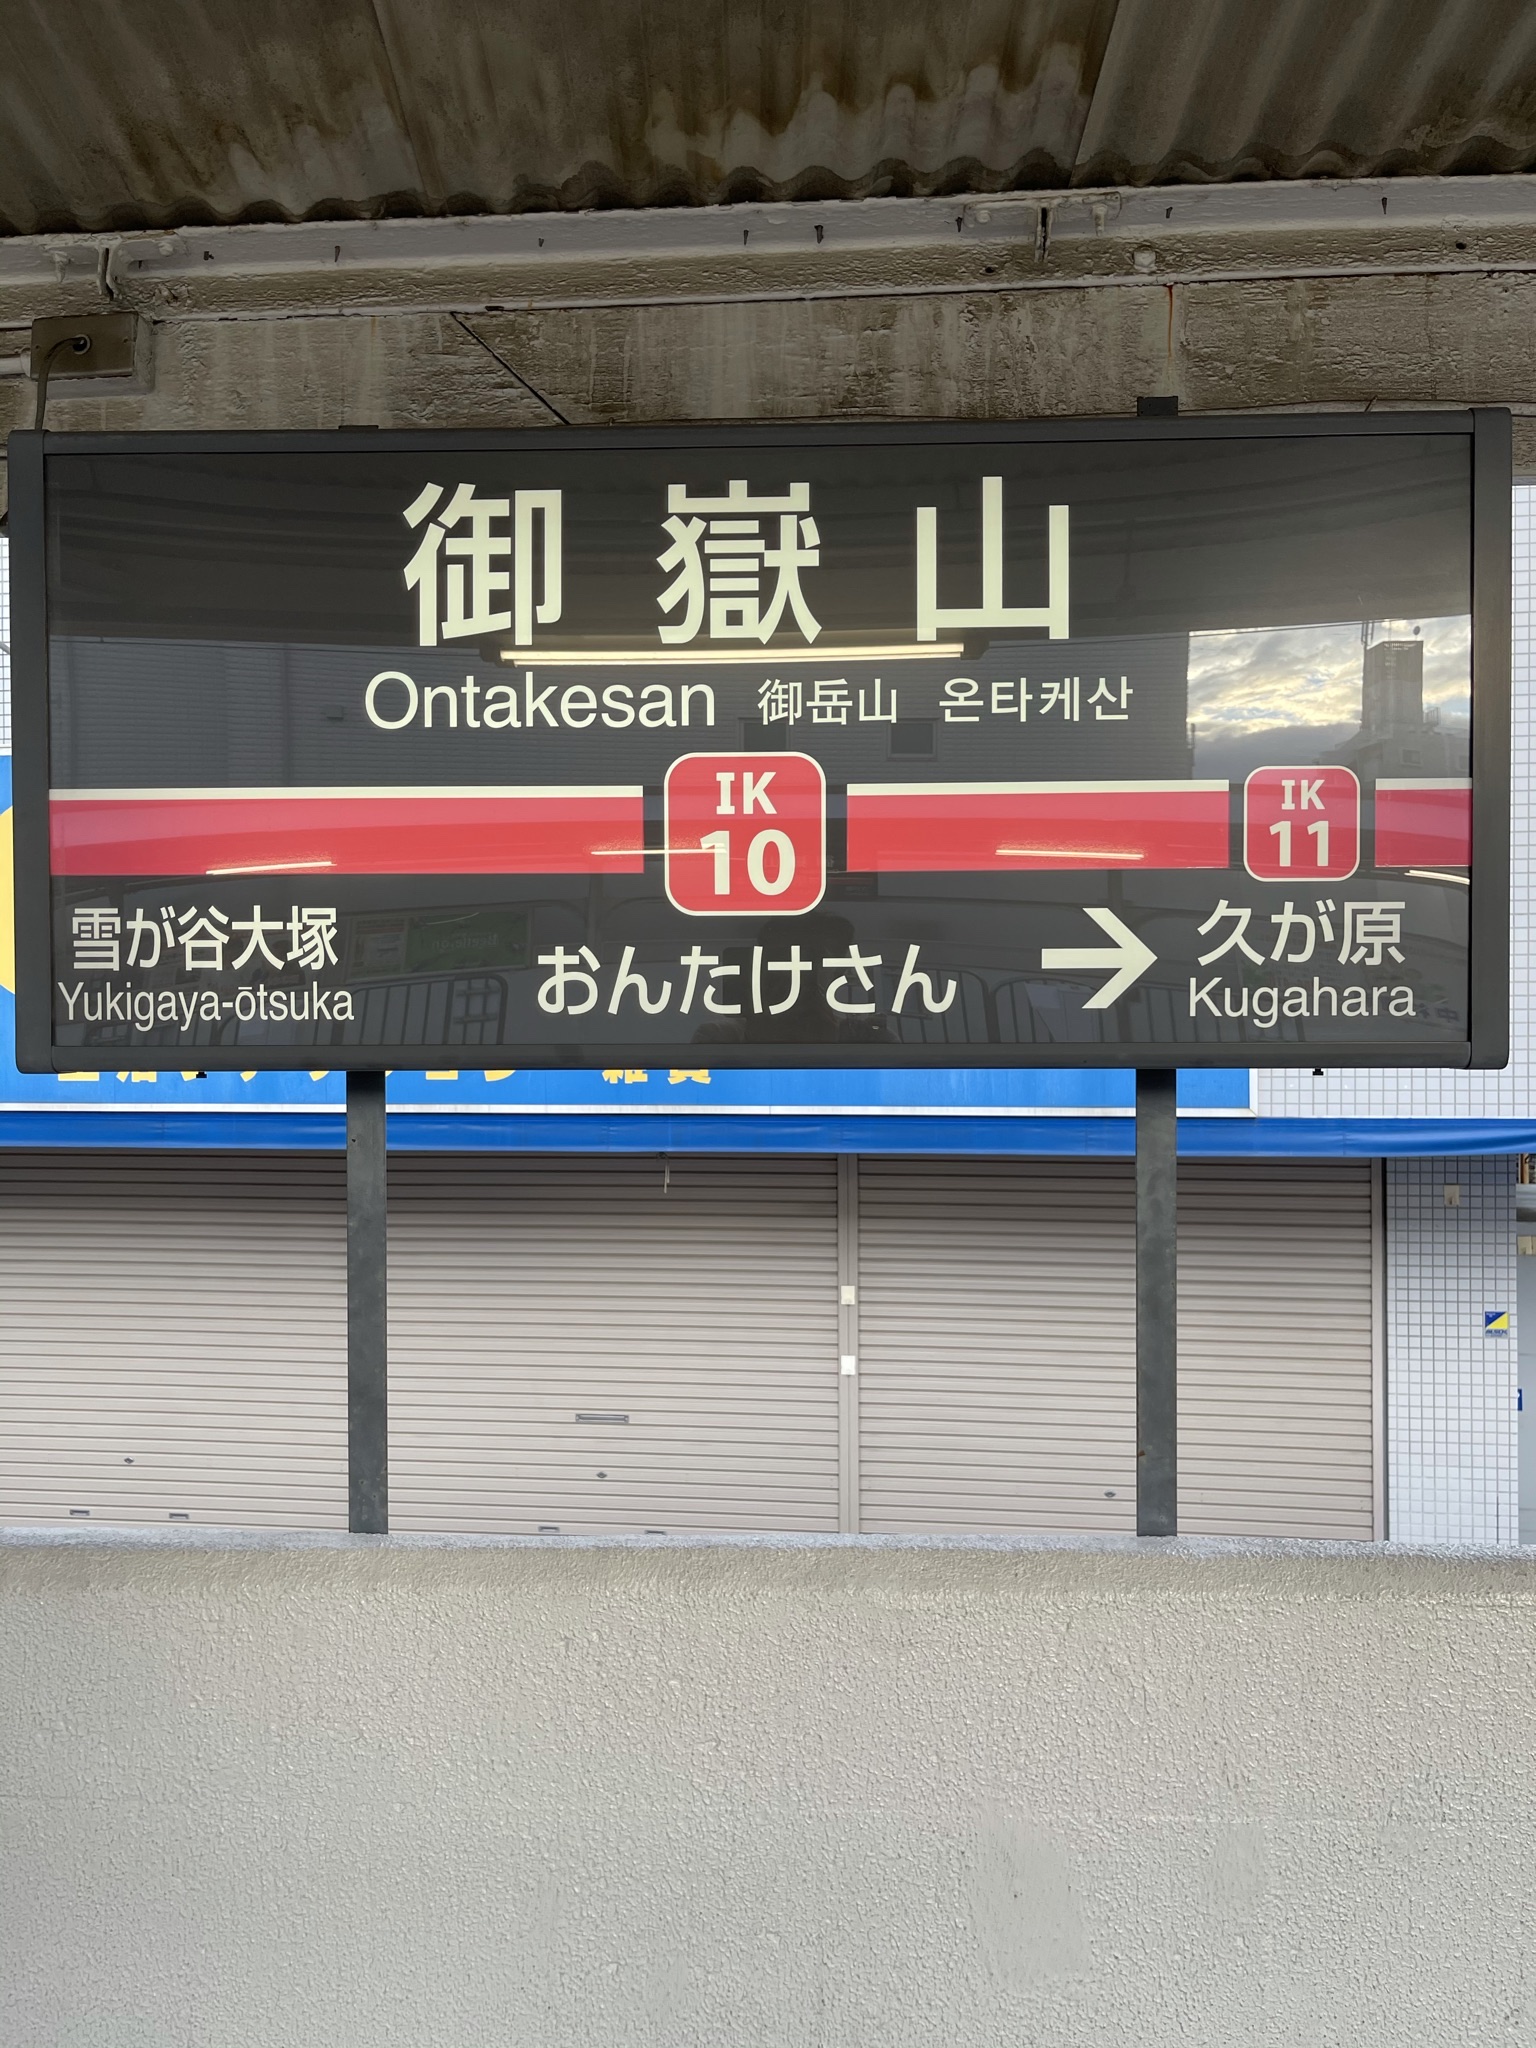 御嶽山
Ontakesan 御岳山 온타케산
IK
10
IK
11
雪が谷大塚
Yukigaya-ōtsuka
おんたけさん
→ 久が原
Kugahara